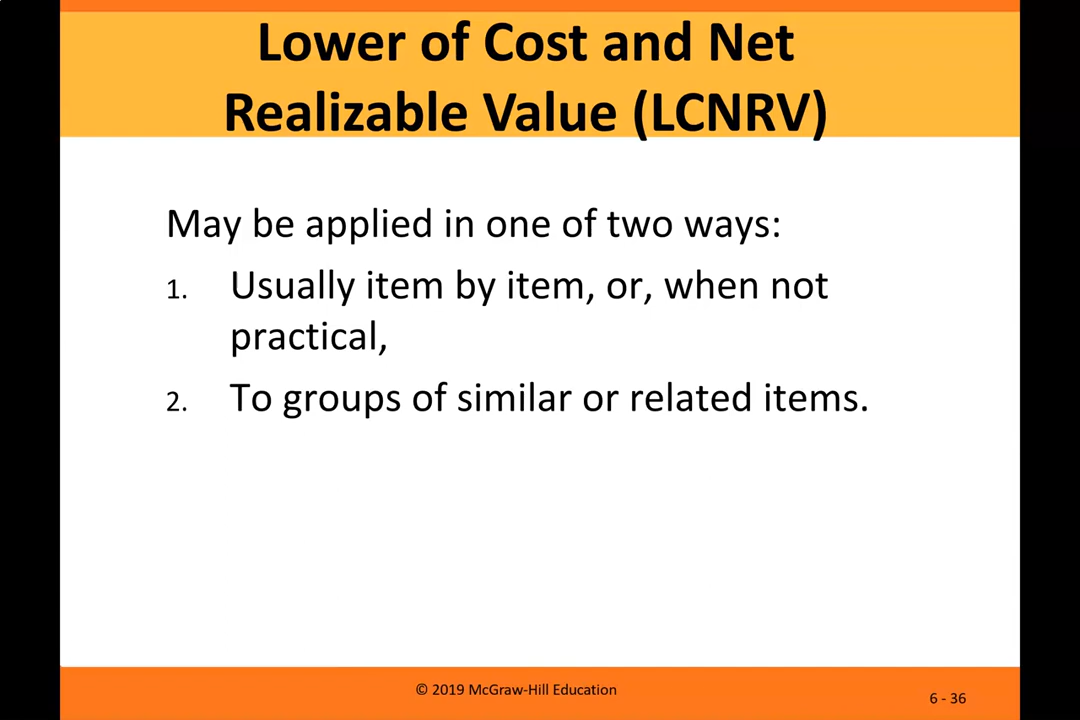 Lower of Cost and Net
Realizable Value (LCNRV)
May be applied in one of two ways:
1. Usually item by item, or, when not
practical,
2. To groups of similar or related items.
© 2019 McGraw-Hill Education
6 - 36